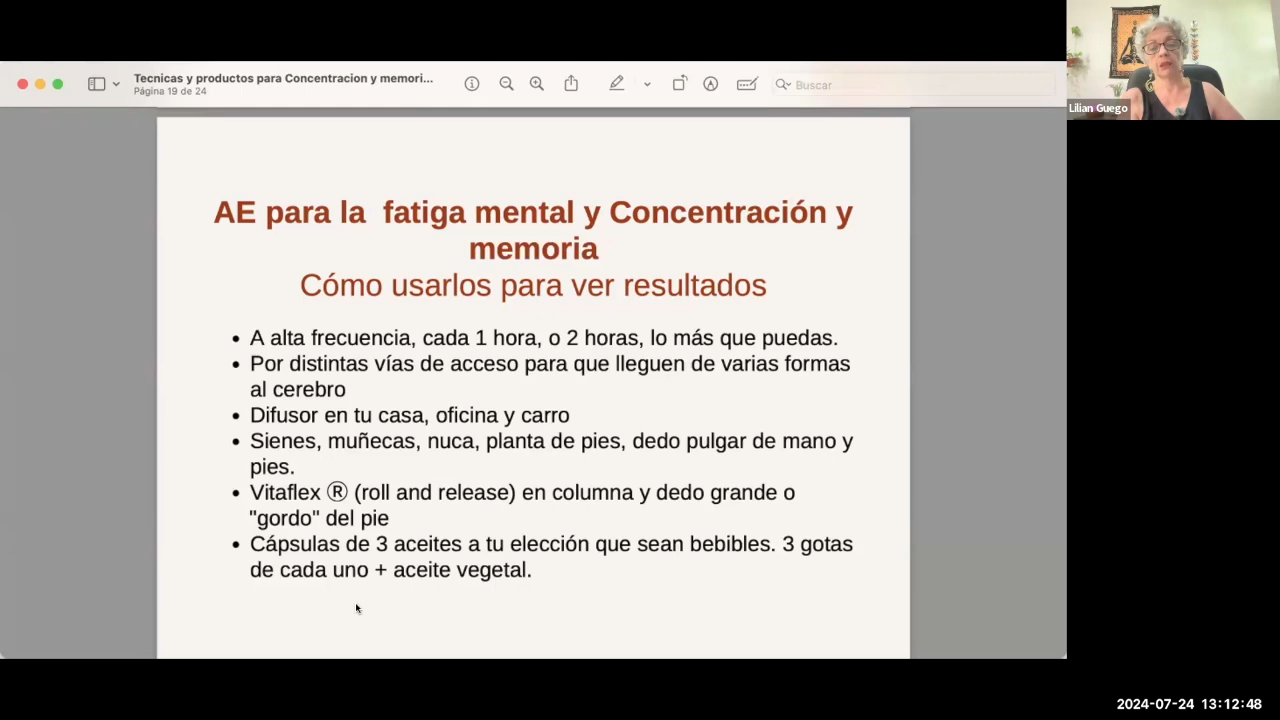 Tecnicas y productos para Concentracion y memori...
Página 19 de 24
Buscar
Lilian Guego
AE para la  fatiga mental y Concentración y
memoria
Cómo usarlos para ver resultados
• A alta frecuencia, cada 1 hora, o 2 horas, lo más que puedas.
• Por distintas vías de acceso para que lleguen de varias formas
al cerebro
• Difusor en tu casa, oficina y carro
• Sienes, muñecas, nuca, planta de pies, dedo pulgar de mano y
pies.
• Vitaflex ® (roll and release) en columna y dedo grande o
"gordo" del pie
• Cápsulas de 3 aceites a tu elección que sean bebibles. 3 gotas
de cada uno + aceite vegetal.
2024-07-24 13:12:48